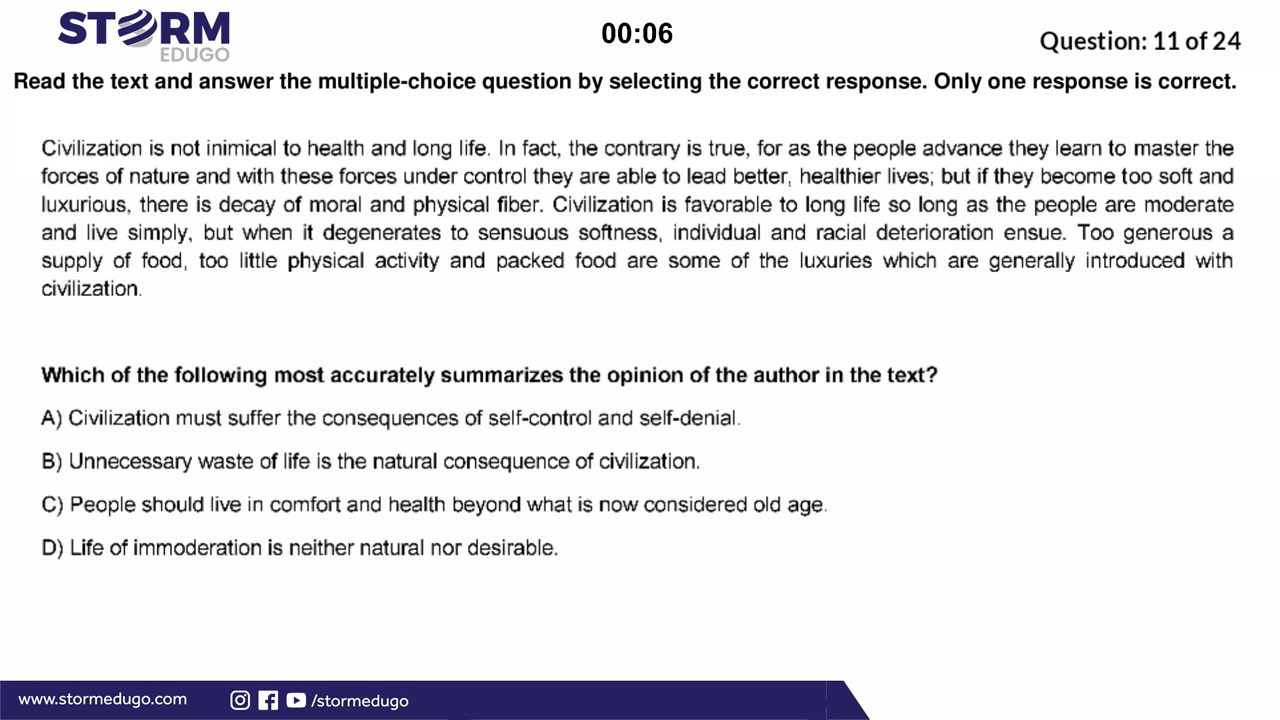 STORM
EDUGO
00:06
Question: 11 of 24
Read the text and answer the multiple-choice question by selecting the correct response. Only one response is correct.
Civilization is not inimical to health and long life. In fact, the contrary is true, for as the people advance they learn to master the
forces of nature and with these forces under control they are able to lead better, healthier lives; but if they become too soft and
luxurious, there is decay of moral and physical fiber. Civilization is favorable to long life so long as the people are moderate
and live simply, but when it degenerates to sensuous softness, individual and racial deterioration ensue. Too generous a
supply of food, too little physical activity and packed food are some of the luxuries which are generally introduced with
civilization.
Which of the following most accurately summarizes the opinion of the author in the text?
A) Civilization must suffer the consequences of self-control and self-denial.
B) Unnecessary waste of life is the natural consequence of civilization.
C) People should live in comfort and health beyond what is now considered old age.
D) Life of immoderation is neither natural nor desirable.
www.stormedugo.com
/stormedugo